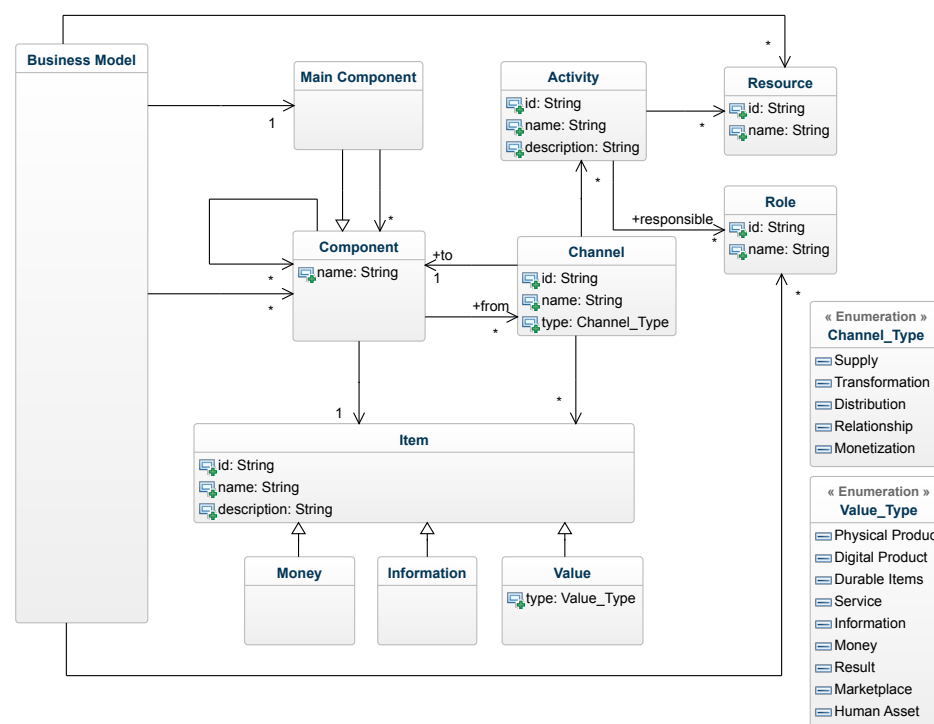 Business Model
1
*
*
Main Component
*
Component
name: String
*
1
Activity
id: String
name: String
description: String
*
*
+responsible
*
Resource
id: String
name: String
*
Role
id: String
name: String
*
Channel
id: String
name: String
type: Channel_Type
+to
1
+from
*
*
Item
id: String
name: String
description: String
Money
Information
Value
type: Value_Type
« Enumeration »
Channel_Type
Supply
Transformation
Distribution
Relationship
Monetization
« Enumeration »
Value_Type
Physical Produc
Digital Product
Durable Items
Service
Information
Money
Result
Marketplace
Human Asset